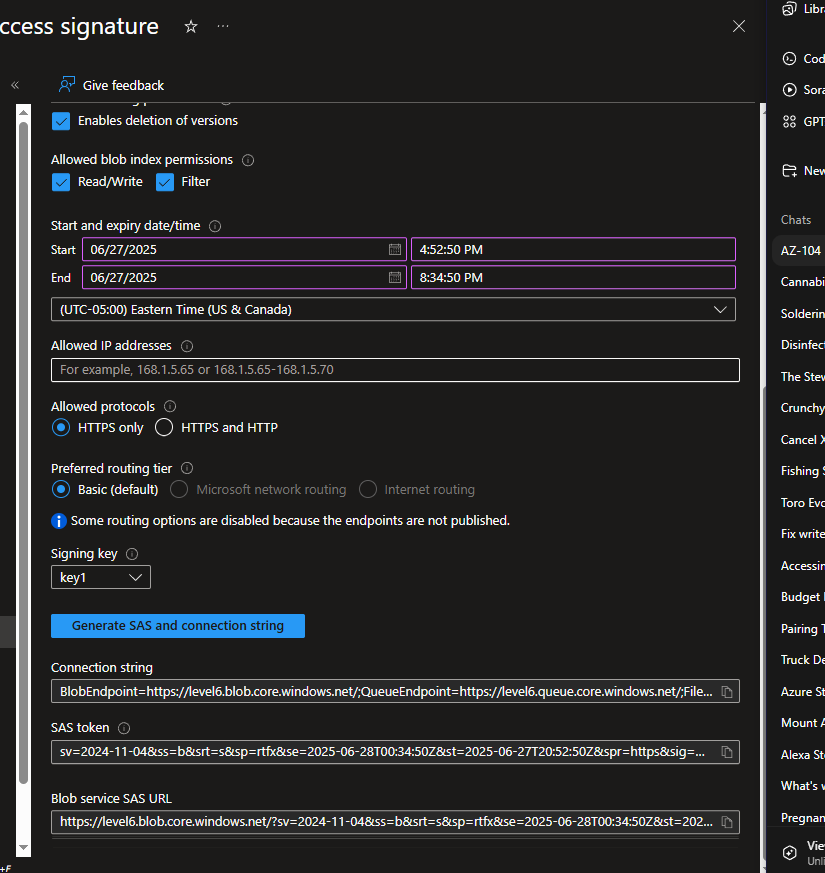 ccess signature
Give feedback
Enables deletion of versions
Allowed blob index permissions
Read/Write Filter
Start and expiry date/time
Start 06/27/2025 4:52:50 PM
End 06/27/2025 8:34:50 PM
(UTC-05:00) Eastern Time (US & Canada)
Allowed IP addresses
For example, 168.1.5.65 or 168.1.5.65-168.1.5.70
Allowed protocols
HTTPS only HTTPS and HTTP
Preferred routing tier
Basic (default) Microsoft network routing Internet routing
Some routing options are disabled because the endpoints are not published.
Signing key
key1
Generate SAS and connection string
Connection string
BlobEndpoint=https://level6.blob.core.windows.net/;QueueEndpoint=https://level6.queue.core.windows.net/;File...
SAS token
sv=2024-11-04&ss=b&srt=s&sp=rtfx&se=2025-06-28T00:34:50Z&st=2025-06-27T20:52:50Z&spr=https&sig=...
Blob service SAS URL
https://level6.blob.core.windows.net/?sv=2024-11-04&ss=b&srt=s&sp=rtfx&se=2025-06-28T00:34:50Z&st=202...
+F
Libra
Cod
Sora
GPT
New
Chats
AZ-104
Cannabi
Solderin
Disinfect
The Stev
Crunchy
Cancel X
Fishing S
Toro Evo
Fix write
Accessin
Budget
Pairing T
Truck De
Azure St
Mount A
Alexa Ste
What's w
Pregnan
View
Unli